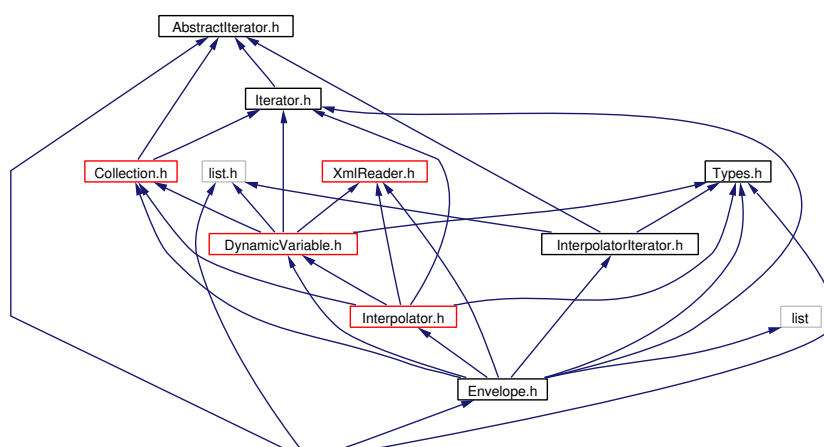 AbstractIterator.h
Iterator.h
Collection.h
list.h
XmlReader.h
Types.h
DynamicVariable.h
InterpolatorIterator.h
Interpolator.h
list
Envelope.h